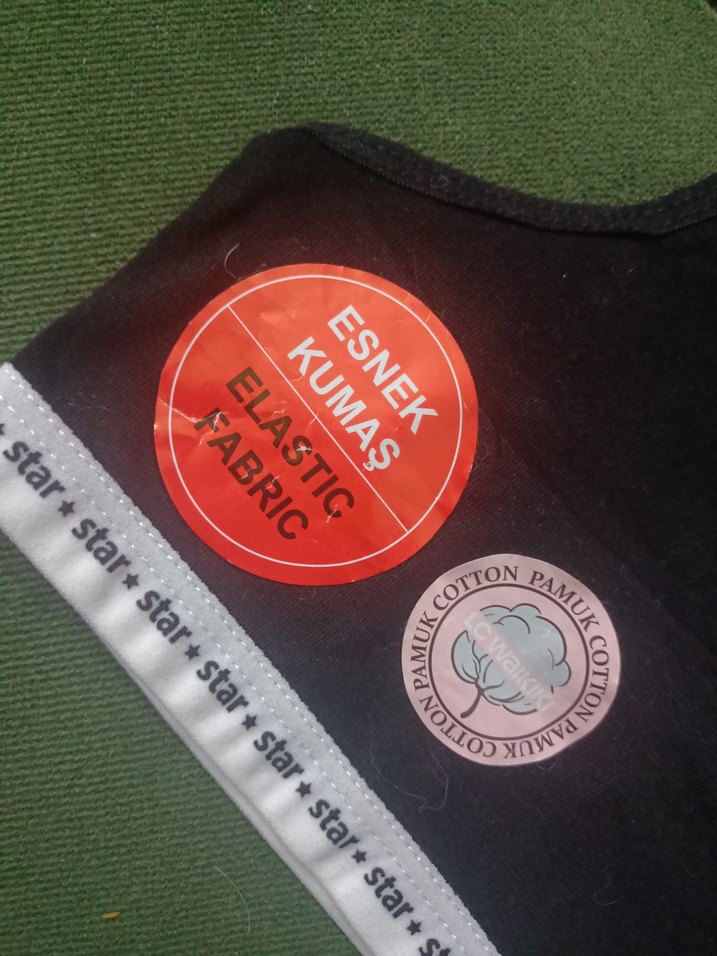 ESNEK
KUMAŞ
ELASTIC
FABRIC
PAMUK COTTON PAMUK COTTON PAMUK COTTON
LC Waikiki
star ★ star ★ star ★ star ★ star ★ star ★ star ★ st